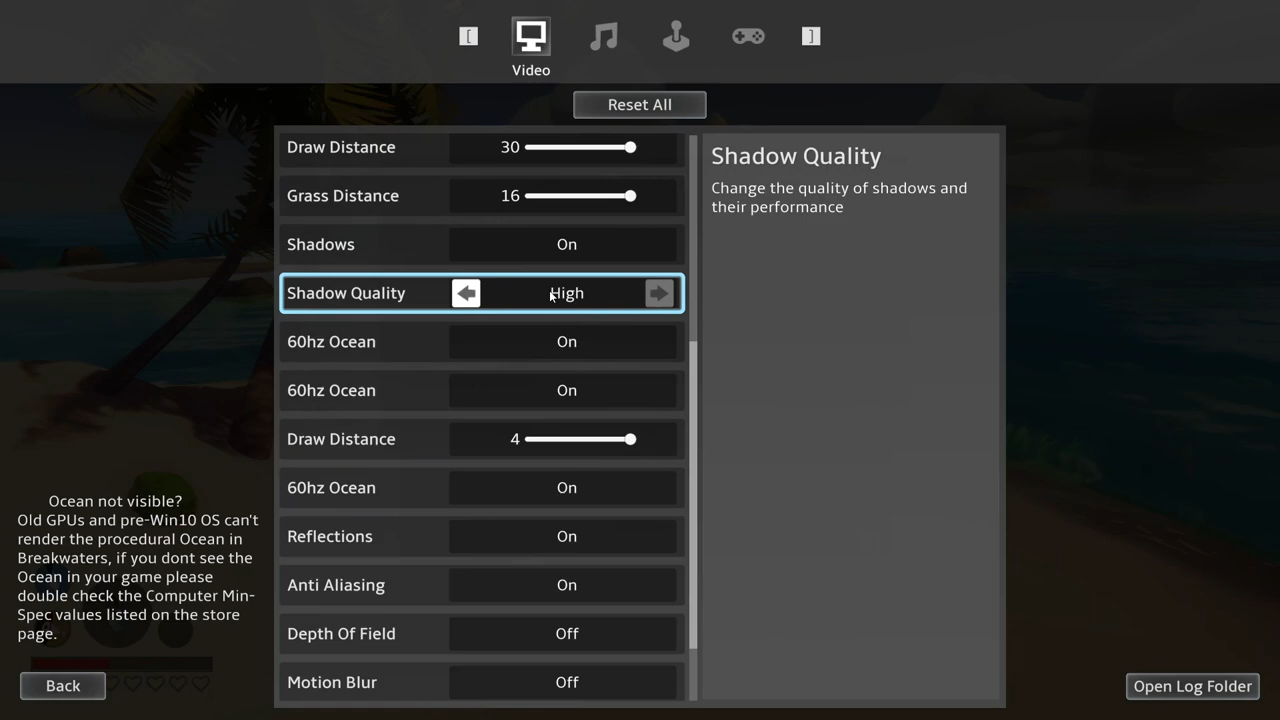 [
]
Video
Reset All
Draw Distance 30
Grass Distance 16
Shadows On
Shadow Quality High
60hz Ocean On
60hz Ocean On
Draw Distance 4
60hz Ocean On
Reflections On
Anti Aliasing On
Depth Of Field Off
Motion Blur Off
Shadow Quality
Change the quality of shadows and
their performance
Ocean not visible?
Old GPUs and pre-Win10 OS can't
render the procedural Ocean in
Breakwaters, if you dont see the
Ocean in your game please
double check the Computer Min-
Spec values listed on the store
page.
Back
Open Log Folder